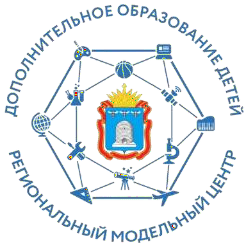 ДОПОЛНИТЕЛЬНОЕ ОБРАЗОВАНИЕ ДЕТЕЙ
РЕГИОНАЛЬНЫЙ МОДЕЛЬНЫЙ ЦЕНТР